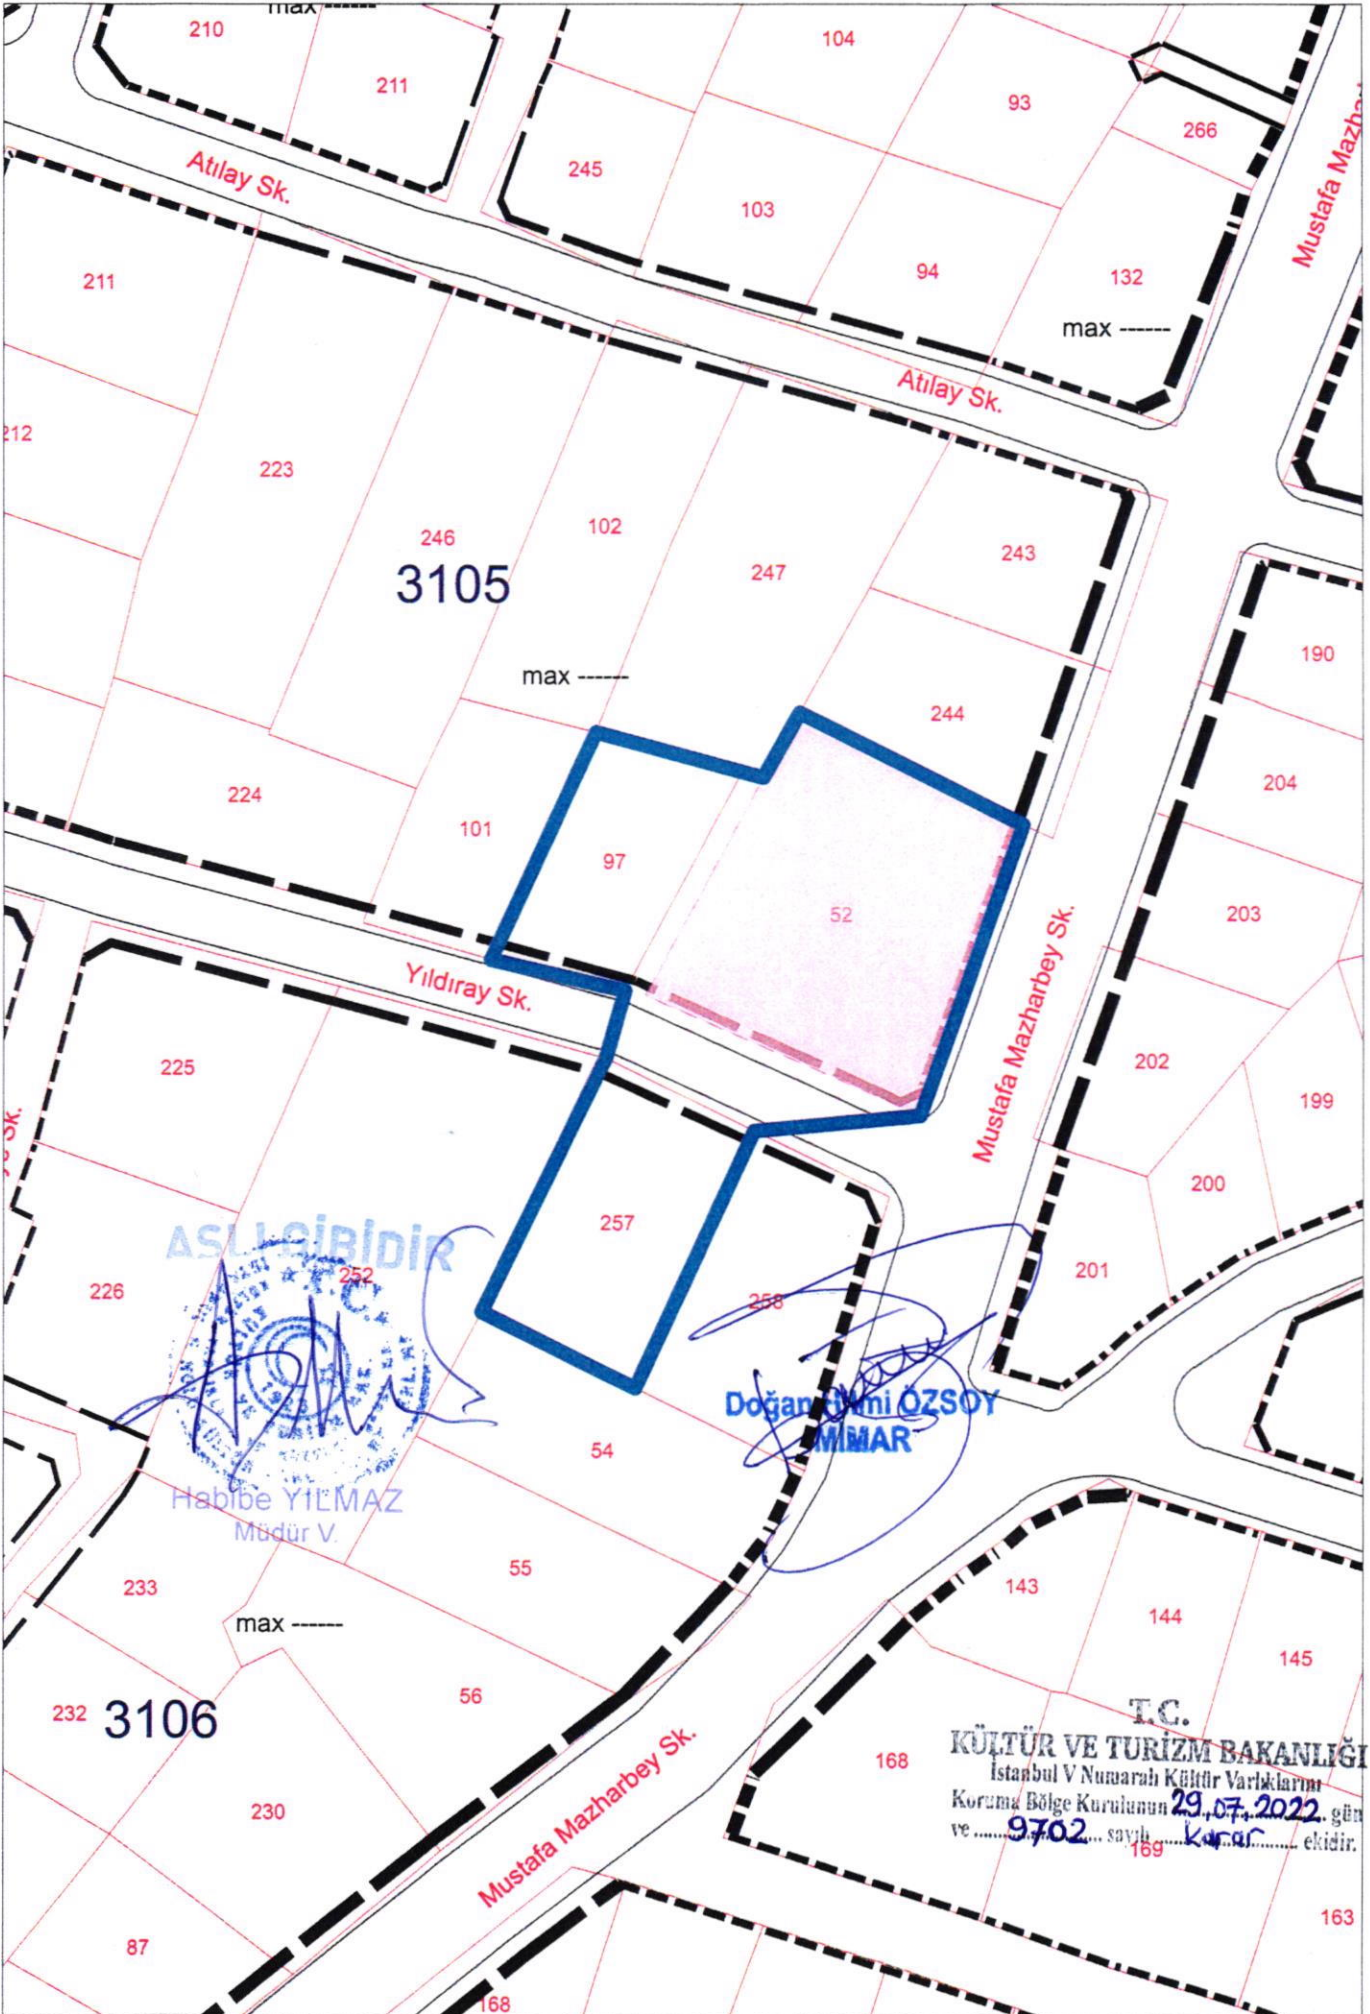 max ------
210
211
104
93
266
Atılay Sk.
245
103
94
132
Mustafa Mazha
max ------
211
Atılay Sk.
212
223
246
102
247
243
3105
max ------
190
244
204
224
101
97
52
203
Yıldıray Sk.
Mustafa Mazharbey Sk.
225
202
199
Sk.
257
200
201
226
ASLI GİBİDİR
252
T.C.
258
Doğan Hilmi ÖZSOY
MİMAR
54
Habibe YILMAZ
Müdür V.
55
233
max ------
143
144
145
56
232
3106
230
168
T.C.
KÜLTÜR VE TURİZM BAKANLIĞI
İstanbul V Numaralı Kültür Varlıklarını
Koruma Bölge Kurulunun 29.07.2022 gün
ve ........9702..... sayılı ....Karar.......... ekidir.
169
Mustafa Mazharbey Sk.
163
87
168